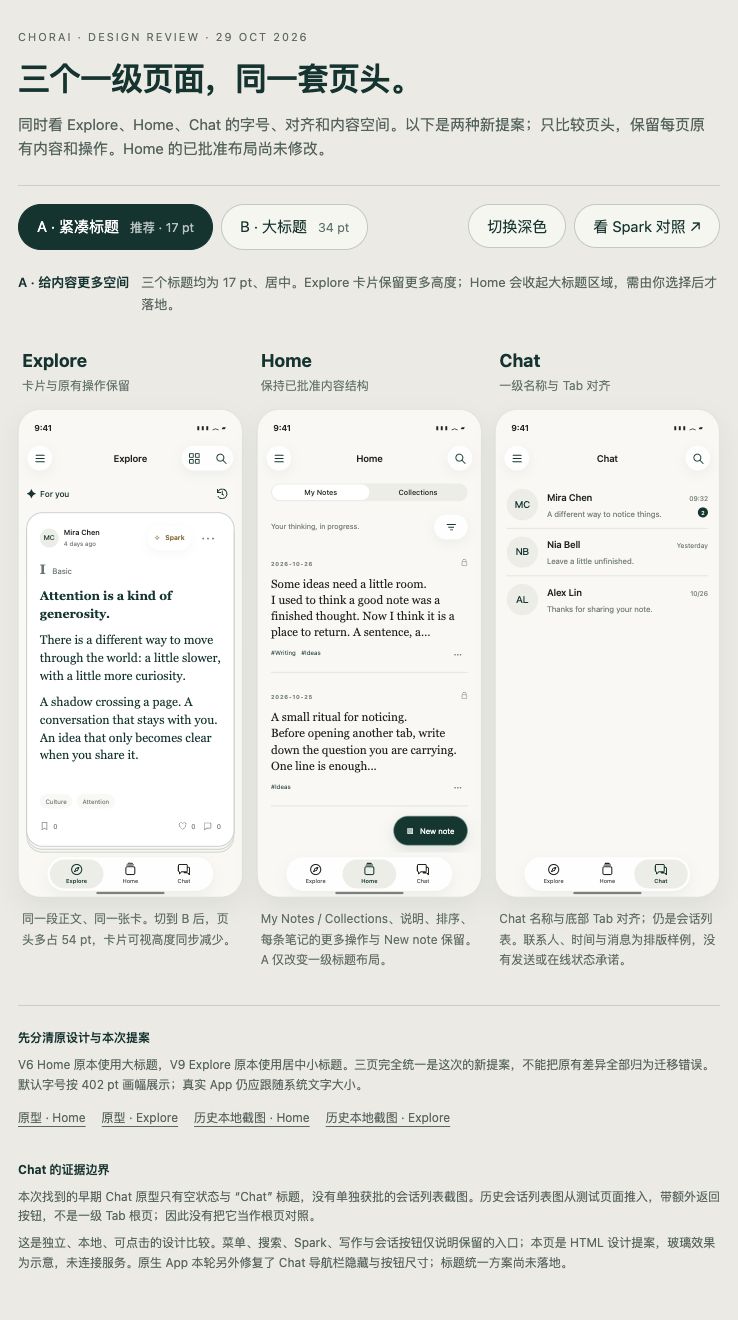 CHORAI · DESIGN REVIEW · 29 OCT 2026
三个一级页面，同一套页头。
同时看 Explore、Home、Chat 的字号、对齐和内容空间。以下是两种新提案；只比较页头，保留每页原
有内容和操作。Home 的已批准布局尚未修改。
A · 紧凑标题 推荐 · 17 pt
B · 大标题 34 pt
切换深色
看 Spark 对照 ↗
A · 给内容更多空间
三个标题均为 17 pt、居中。Explore 卡片保留更多高度；Home 会收起大标题区域，需由你选择后才
落地。
Explore
卡片与原有操作保留
9:41
Explore
For you
MC
Mira Chen
4 days ago
Spark
Basic
Attention is a kind of
generosity.
There is a different way to move
through the world: a little slower,
with a little more curiosity.
A shadow crossing a page. A
conversation that stays with you.
An idea that only becomes clear
when you share it.
Culture
Attention
0
0
0
Explore
Home
Chat
同一段正文、同一张卡。切到 B 后，页
头多占 54 pt，卡片可视高度同步减少。
Home
保持已批准内容结构
9:41
Home
My Notes
Collections
Your thinking, in progress.
2026-10-26
Some ideas need a little room.
I used to think a good note was a
finished thought. Now I think it is a
place to return. A sentence, a...
#Writing #Ideas
2026-10-25
A small ritual for noticing.
Before opening another tab, write
down the question you are carrying.
One line is enough...
#Ideas
New note
Explore
Home
Chat
My Notes / Collections、说明、排序、
每条笔记的更多操作与 New note 保留。
A 仅改变一级标题布局。
Chat
一级名称与 Tab 对齐
9:41
Chat
MC
Mira Chen
09:32
A different way to notice things.
2
NB
Nia Bell
Yesterday
Leave a little unfinished.
AL
Alex Lin
10/26
Thanks for sharing your note.
Explore
Home
Chat
Chat 名称与底部 Tab 对齐；仍是会话列
表。联系人、时间与消息为排版样例，没
有发送或在线状态承诺。
先分清原设计与本次提案
V6 Home 原本使用大标题，V9 Explore 原本使用居中小标题。三页完全统一是这次的新提案，不能把原有差异全部归为迁移错误。
默认字号按 402 pt 画幅展示；真实 App 仍应跟随系统文字大小。
原型 · Home
原型 · Explore
历史本地截图 · Home
历史本地截图 · Explore
Chat 的证据边界
本次找到的早期 Chat 原型只有空状态与 “Chat” 标题，没有单独获批的会话列表截图。历史会话列表图从测试页面推入，带额外返回
按钮，不是一级 Tab 根页；因此没有把它当作根页对照。
这是独立、本地、可点击的设计比较。菜单、搜索、Spark、写作与会话按钮仅说明保留的入口；本页是 HTML 设计提案，玻璃效果
为示意，未连接服务。原生 App 本轮另外修复了 Chat 导航栏隐藏与按钮尺寸；标题统一方案尚未落地。